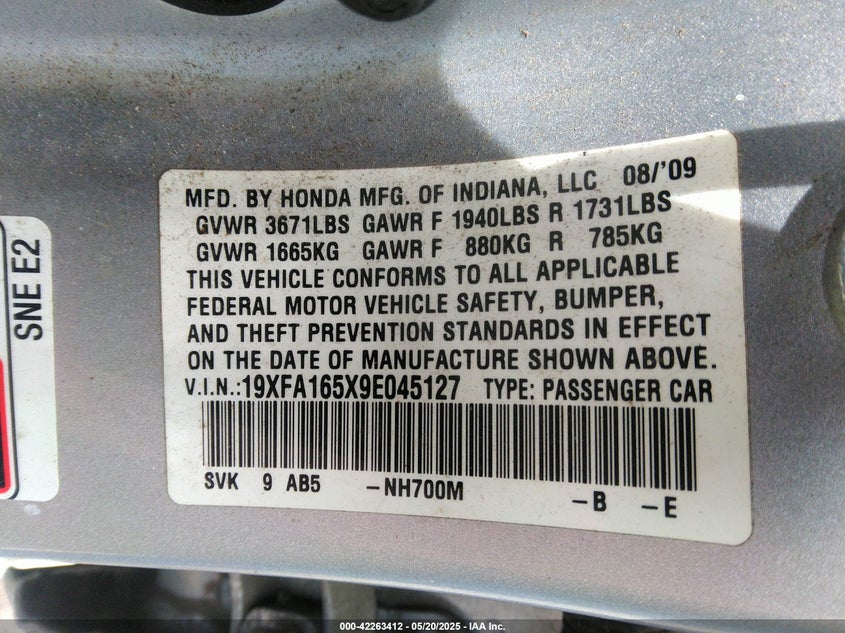 MFD. BY HONDA MFG. OF INDIANA, LLC 08/'09
GVWR 3671LBS GAWR F 1940LBS R 1731LBS
GVWR 1665KG GAWR F 880KG R 785KG
THIS VEHICLE CONFORMS TO ALL APPLICABLE
FEDERAL MOTOR VEHICLE SAFETY, BUMPER,
AND THEFT PREVENTION STANDARDS IN EFFECT
ON THE DATE OF MANUFACTURE SHOWN ABOVE.
V.I.N.:19XFA165X9E045127 TYPE: PASSENGER CAR
SVK 9 AB5 -NH700M -B -E
SNE E2
000-42263412 - 05/20/2025 - IAA Inc.